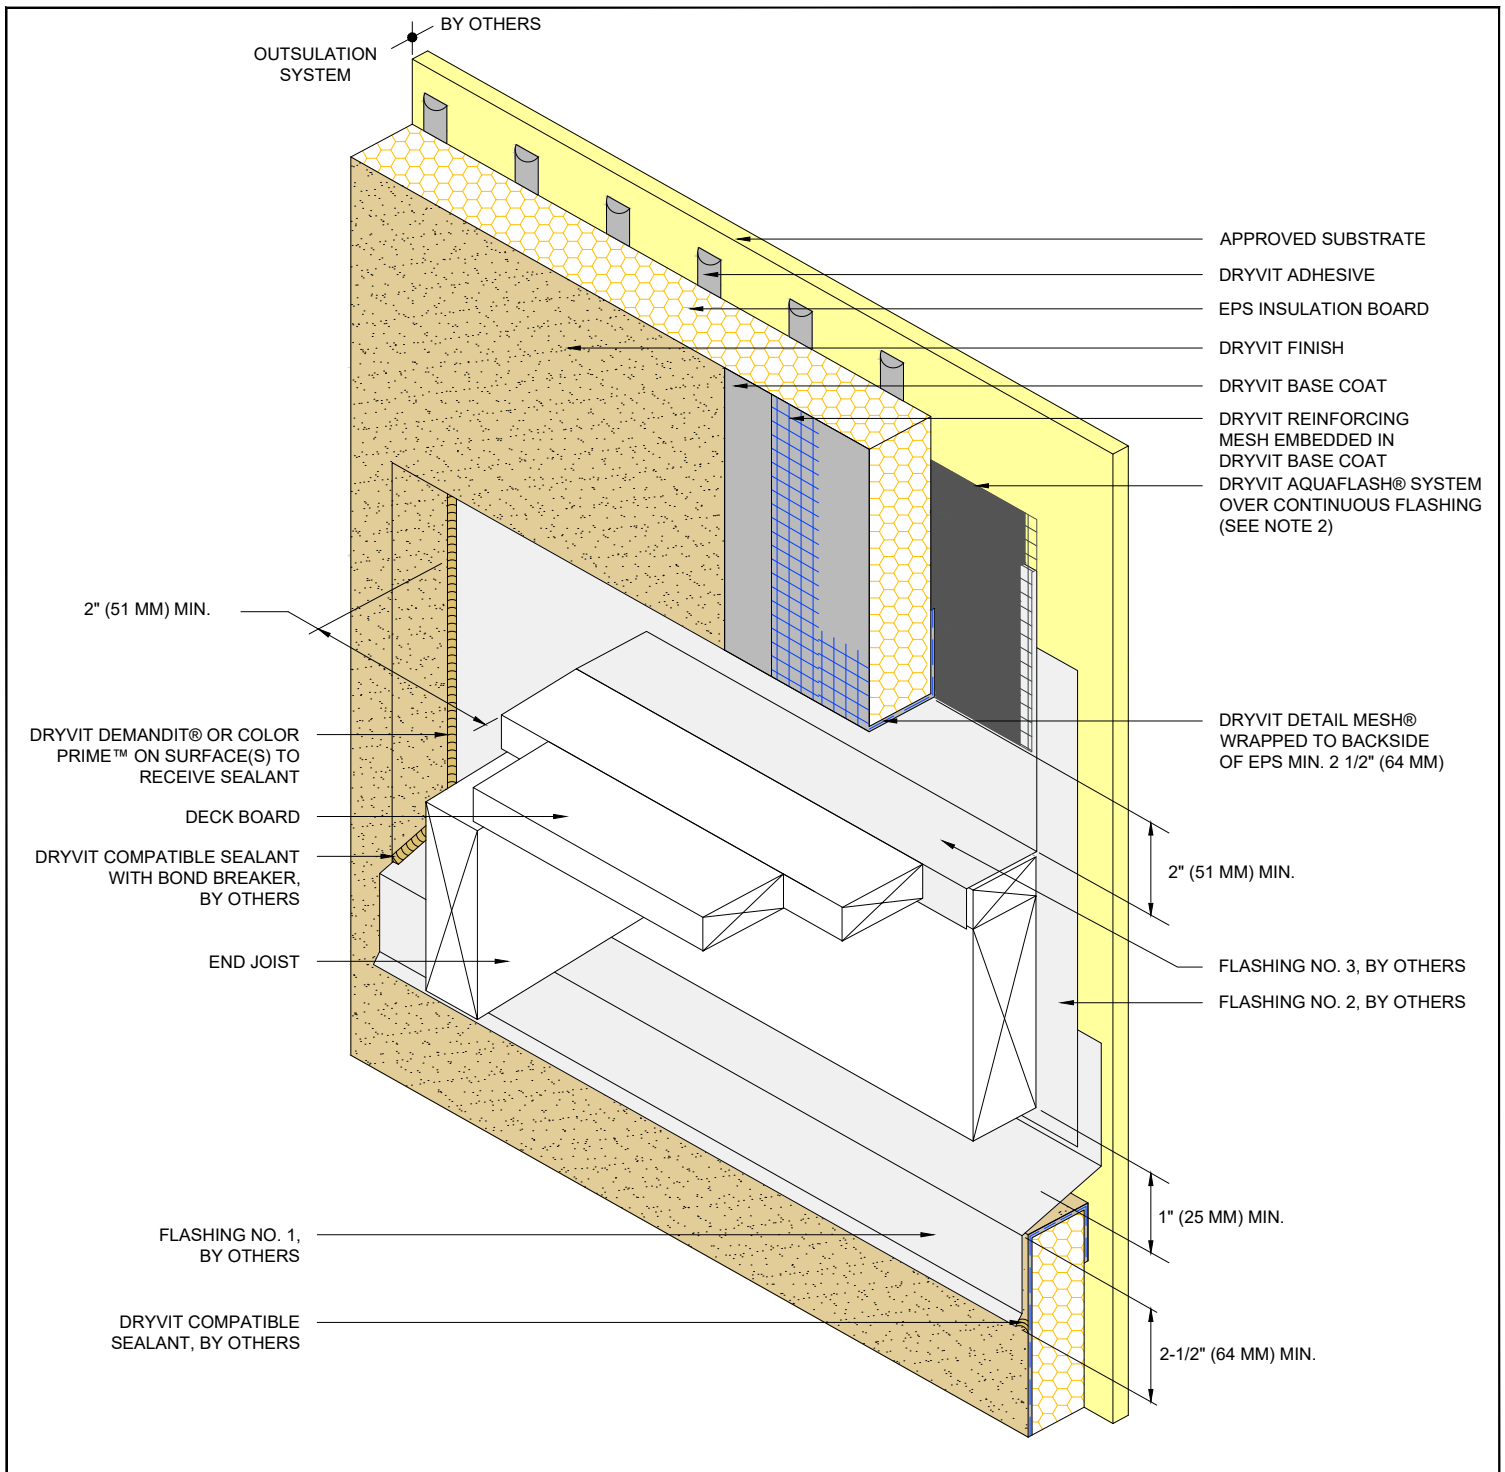 BY OTHERS
OUTSULATION
SYSTEM
APPROVED SUBSTRATE
DRYVIT ADHESIVE
EPS INSULATION BOARD
DRYVIT FINISH
DRYVIT BASE COAT
DRYVIT REINFORCING
MESH EMBEDDED IN
DRYVIT BASE COAT
DRYVIT AQUAFLASH® SYSTEM
OVER CONTINUOUS FLASHING
(SEE NOTE 2)
2" (51 MM) MIN.
DRYVIT DEMANDIT® OR COLOR
PRIME™ ON SURFACE(S) TO
RECEIVE SEALANT
DECK BOARD
DRYVIT COMPATIBLE SEALANT
WITH BOND BREAKER,
BY OTHERS
END JOIST
DRYVIT DETAIL MESH®
WRAPPED TO BACKSIDE
OF EPS MIN. 2 1/2" (64 MM)
2" (51 MM) MIN.
FLASHING NO. 3, BY OTHERS
FLASHING NO. 2, BY OTHERS
1" (25 MM) MIN.
FLASHING NO. 1,
BY OTHERS
DRYVIT COMPATIBLE
SEALANT, BY OTHERS
2-1/2" (64 MM) MIN.